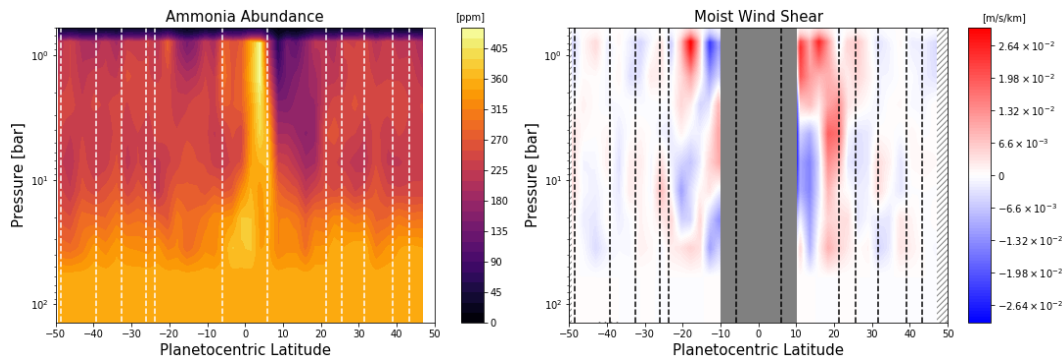 Ammonia Abundance
[ppm]
Pressure [bar]
10⁰
10¹
10²
−50 −40 −30 −20 −10 0 10 20 30 40 50
Planetocentric Latitude
405
360
315
270
225
180
135
90
45
0
Moist Wind Shear
[m/s/km]
Pressure [bar]
10⁰
10¹
10²
−50 −40 −30 −20 −10 0 10 20 30 40 50
Planetocentric Latitude
2.64 × 10⁻²
1.98 × 10⁻²
1.32 × 10⁻²
6.6 × 10⁻³
0
−6.6 × 10⁻³
−1.32 × 10⁻²
−1.98 × 10⁻²
−2.64 × 10⁻²